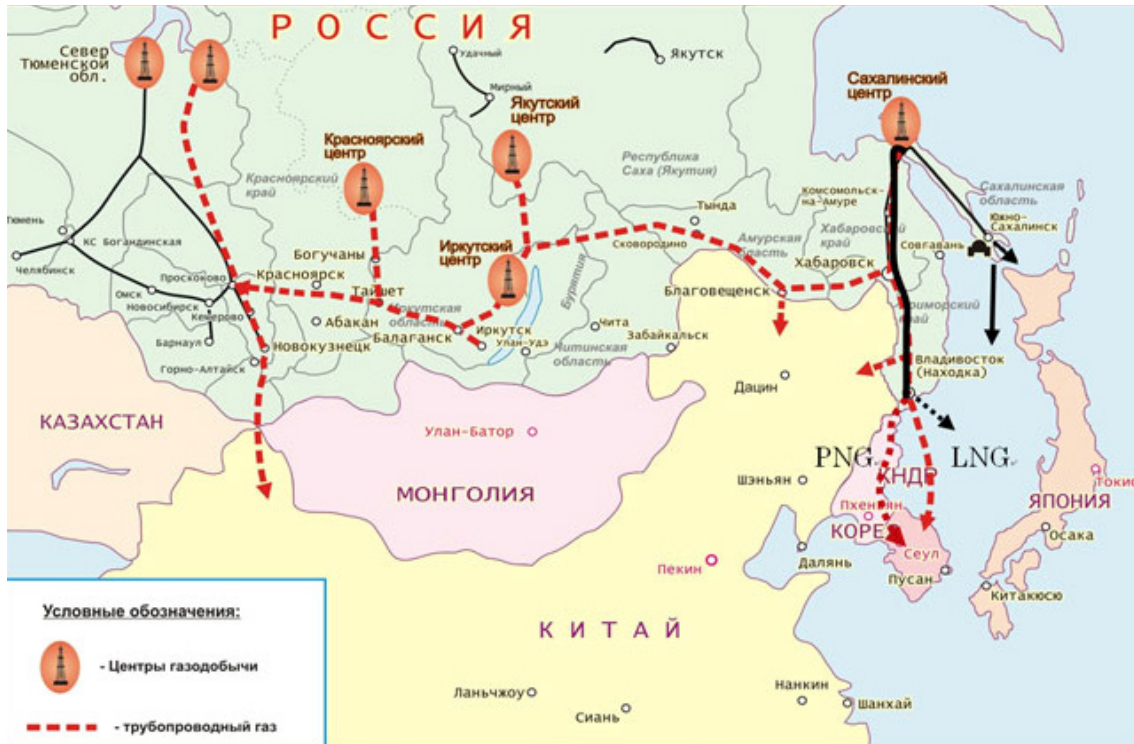 РОССИЯ
Север
Тюменской
обл.
Удачный
Мирный
Якутск
Якутский
центр
Красноярский
центр
Сахалинский
центр
Красноярский
край
Республика
Саха (Якутия)
Комсомольск-
на-Амуре
Сахалинская
область
Южно-
Сахалинск
Тюмень
КС Богандинская
Челябинск
Богучаны
Иркутский
центр
Тында
Сковородино
Амурская
область
Хабаровский
край
Совгавань
Хабаровск
Проскоково
Красноярск
Тайшет
Омск
Новосибирск
Кемерово
Иркутская
область
Бурятия
Благовещенск
Приморский
край
Абакан
Балаганск
Иркутск
Улан-Удэ
Чита
Забайкальск
Читинская
область
Барнаул
Новокузнецк
Горно-Алтайск
Владивосток
(Находка)
Дацин
КАЗАХСТАН
Улан-Батор
МОНГОЛИЯ
PNG
LNG
КНДР
Шэньян
Пхеньян
КОРЕ
Сеул
Пусан
Токио
ЯПОНИЯ
Осака
Китакюсю
Далянь
Пекин
КИТАЙ
Ланьчжоу
Сиань
Нанкин
Шанхай
Условные обозначения:
- Центры газодобычи
- трубопроводный газ